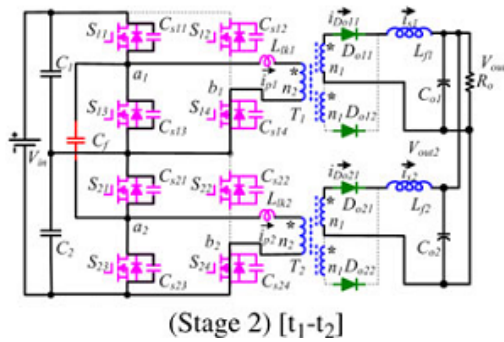 S11 Cs11 S12 Cs12 iDo11 is1
C1 Llk1 Do11 Lf1 Vout
a1 b1 ip1 * n2 * n1 Ro
S13 Cs13 S14 Cs14 T1 * n1 Do12 Co1
Vin Cf Vout2
S21 Cs21 S22 Cs22 iDo21 is2
Llk2 Do21 Lf2
C2 a2 b2 ip2 * n2 * n1
S23 Cs23 S24 Cs24 T2 * n1 Do22 Co2
(Stage 2) [t1-t2]